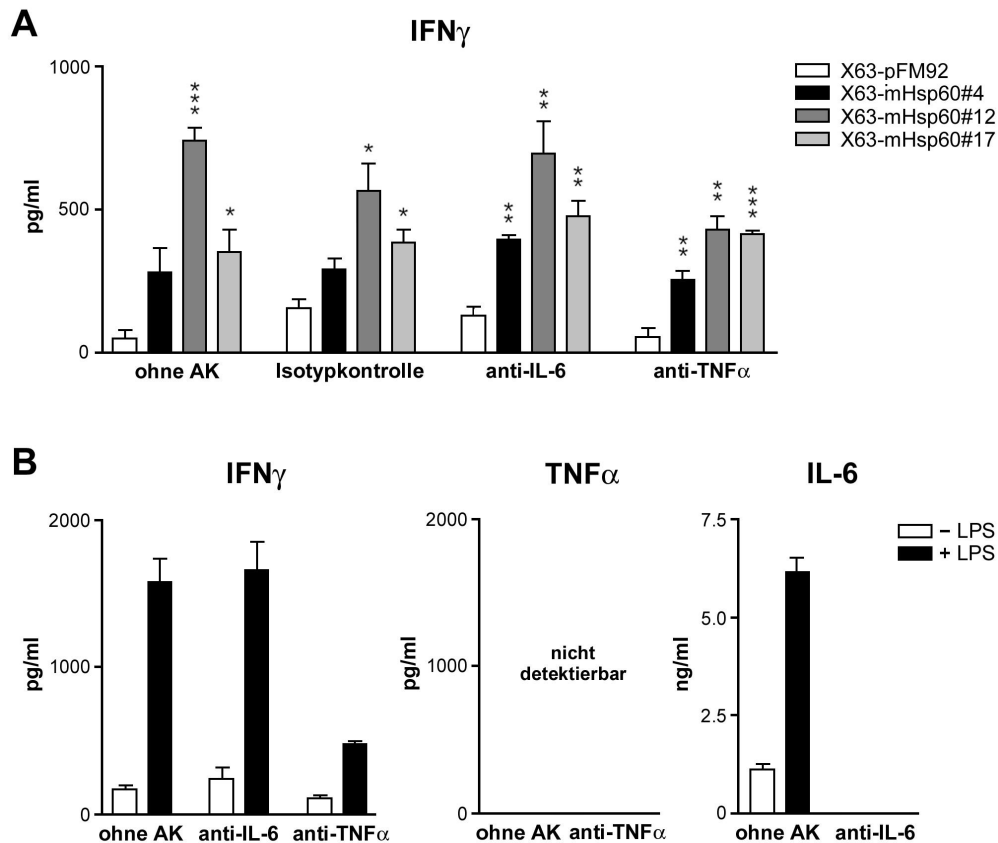 A
IFNγ
X63-pFM92
X63-mHsp60#4
X63-mHsp60#12
X63-mHsp60#17
pg/ml
1000
500
0
***
*
*
*
**
**
**
**
**
***
ohne AK
Isotypkontrolle
anti-IL-6
anti-TNFα
B
IFNγ
pg/ml
2000
1000
0
ohne AK
anti-IL-6
anti-TNFα
TNFα
pg/ml
2000
1000
0
nicht
detektierbar
ohne AK
anti-TNFα
IL-6
ng/ml
7.5
5.0
2.5
0
ohne AK
anti-IL-6
– LPS
+ LPS